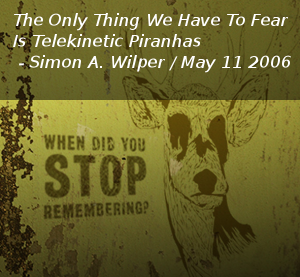 The Only Thing We Have To Fear
Is Telekinetic Piranhas
- Simon A. Wilper / May 11 2006
WHEN DID YOU
STOP
REMEMBERING?